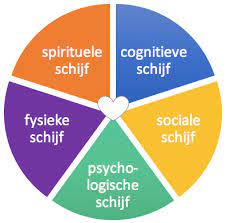 spirituele
schijf
cognitieve
schijf
fysieke
schijf
sociale
schijf
psycho-
logische
schijf